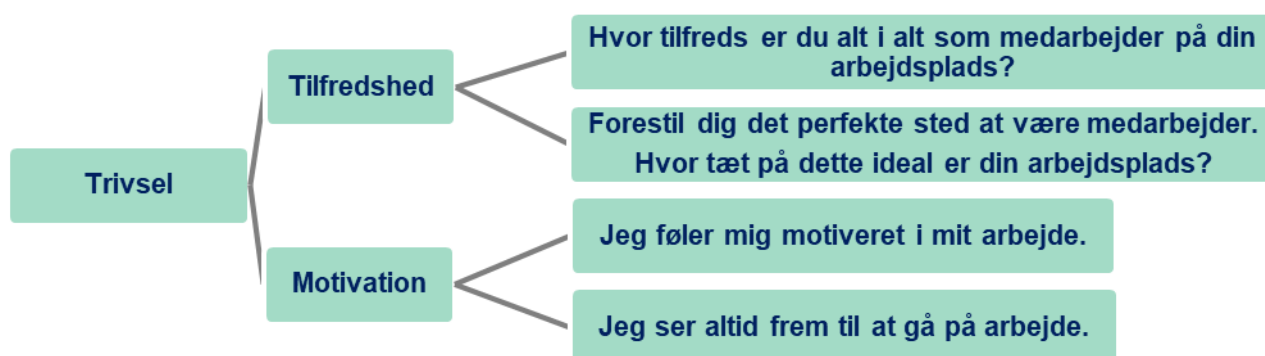 Hvor tilfreds er du alt i alt som medarbejder på din
arbejdsplads?
Tilfredshed
Forestil dig det perfekte sted at være medarbejder.
Hvor tæt på dette ideal er din arbejdsplads?
Trivsel
Jeg føler mig motiveret i mit arbejde.
Motivation
Jeg ser altid frem til at gå på arbejde.